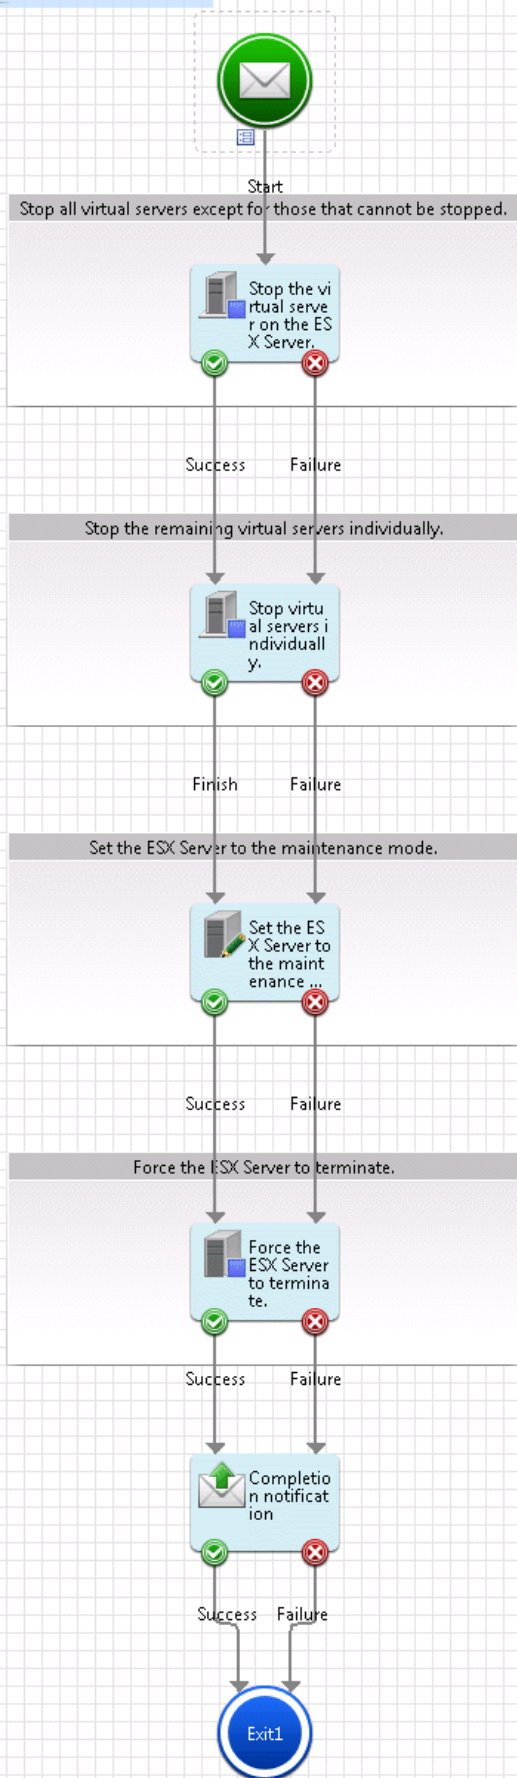 Start
Stop all virtual servers except for those that cannot be stopped.
Stop the vi
rtual serve
r on the ES
X Server.
Success Failure
Stop the remaining virtual servers individually.
Stop virtu
al servers i
ndividuall
y.
Finish Failure
Set the ESX Server to the maintenance mode.
Set the ES
X Server to
the maint
enance ...
Success Failure
Force the ESX Server to terminate.
Force the
ESX Server
to termina
te.
Success Failure
Completio
n notificat
ion
Success Failure
Exit1